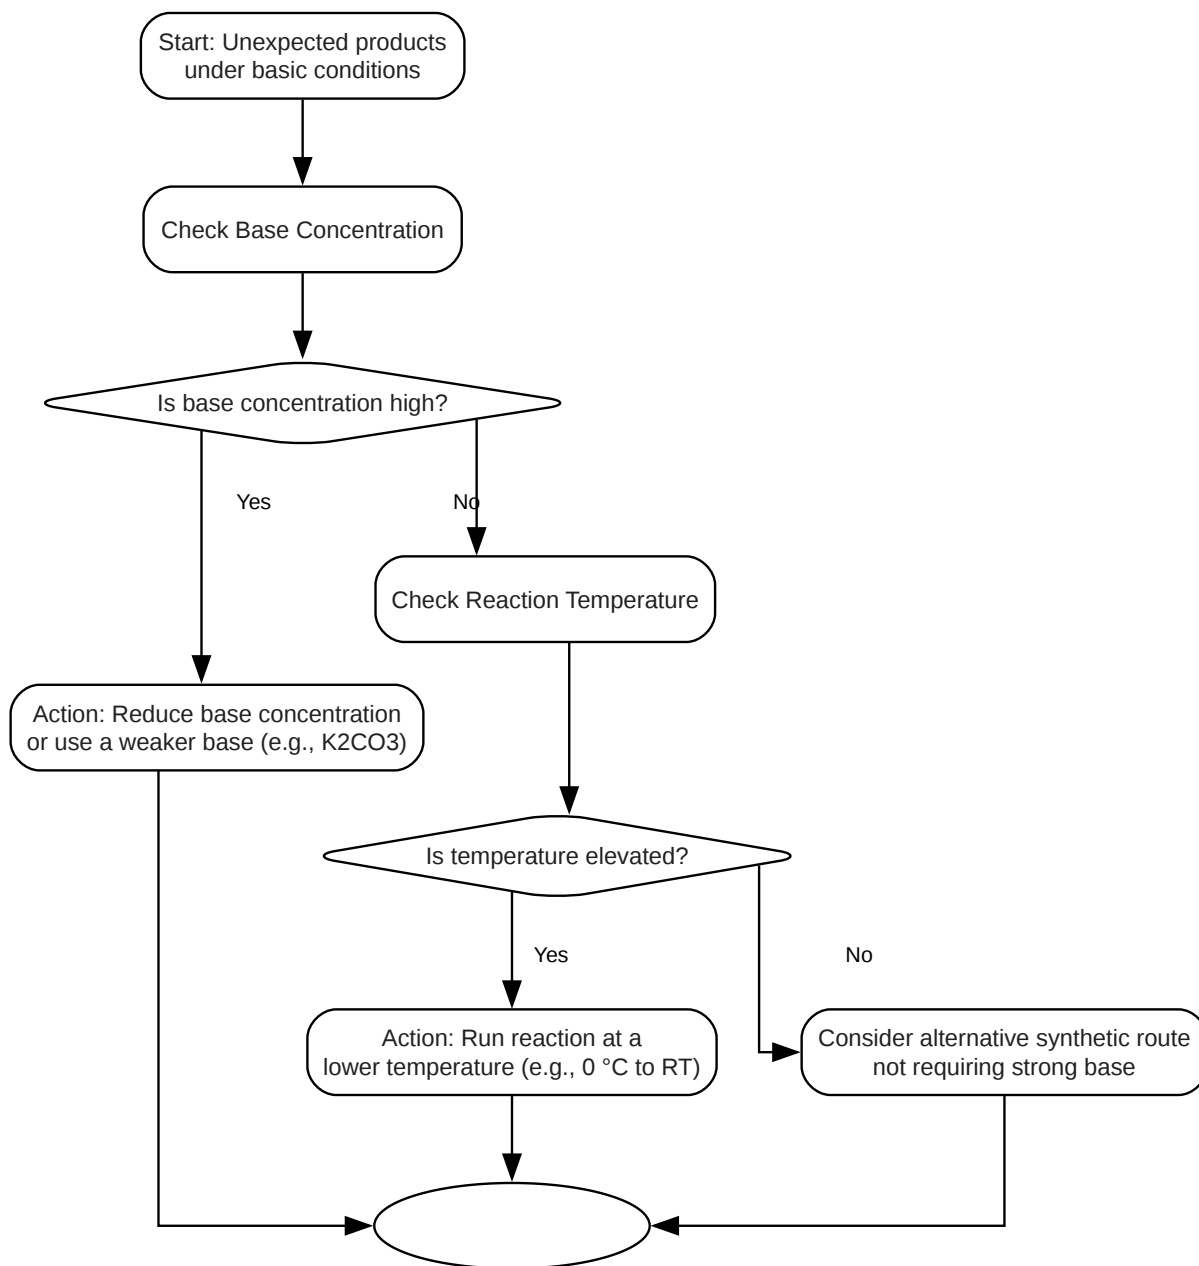 Start: Unexpected products
under basic conditions
Check Base Concentration
Is base concentration high?
Yes
No
Check Reaction Temperature
Action: Reduce base concentration
or use a weaker base (e.g., K2CO3)
Is temperature elevated?
Yes
No
Action: Run reaction at a
lower temperature (e.g., 0 °C to RT)
Consider alternative synthetic route
not requiring strong base